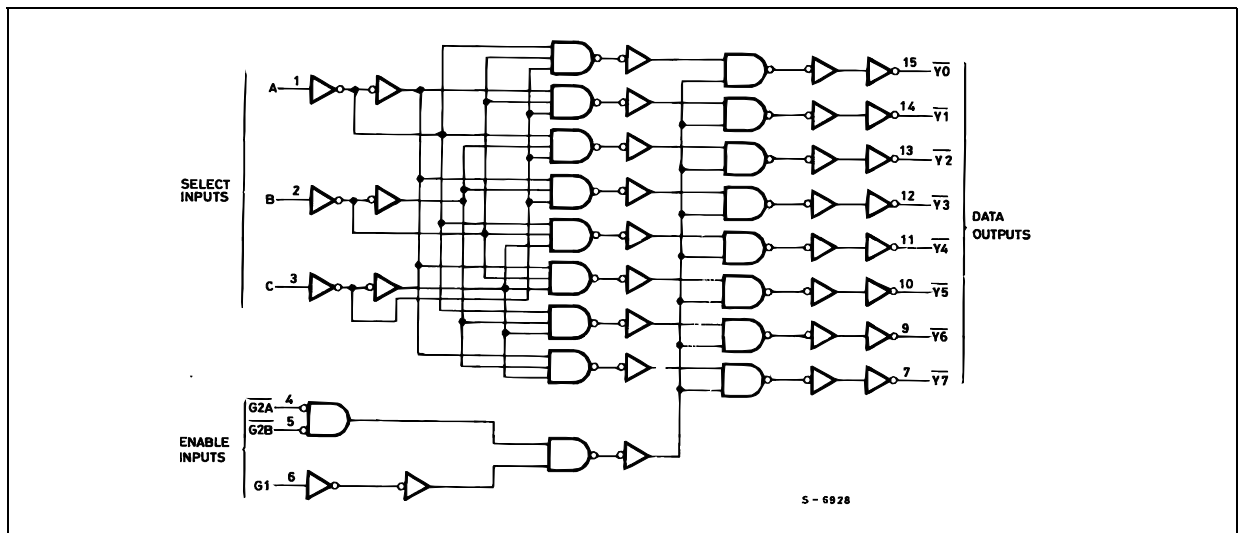 A 1
B 2
C 3
SELECT
INPUTS
G2A 4
G2B 5
G1 6
ENABLE
INPUTS
15 Y0
14 Y1
13 Y2
12 Y3
11 Y4
10 Y5
9 Y6
7 Y7
DATA
OUTPUTS
S - 6928